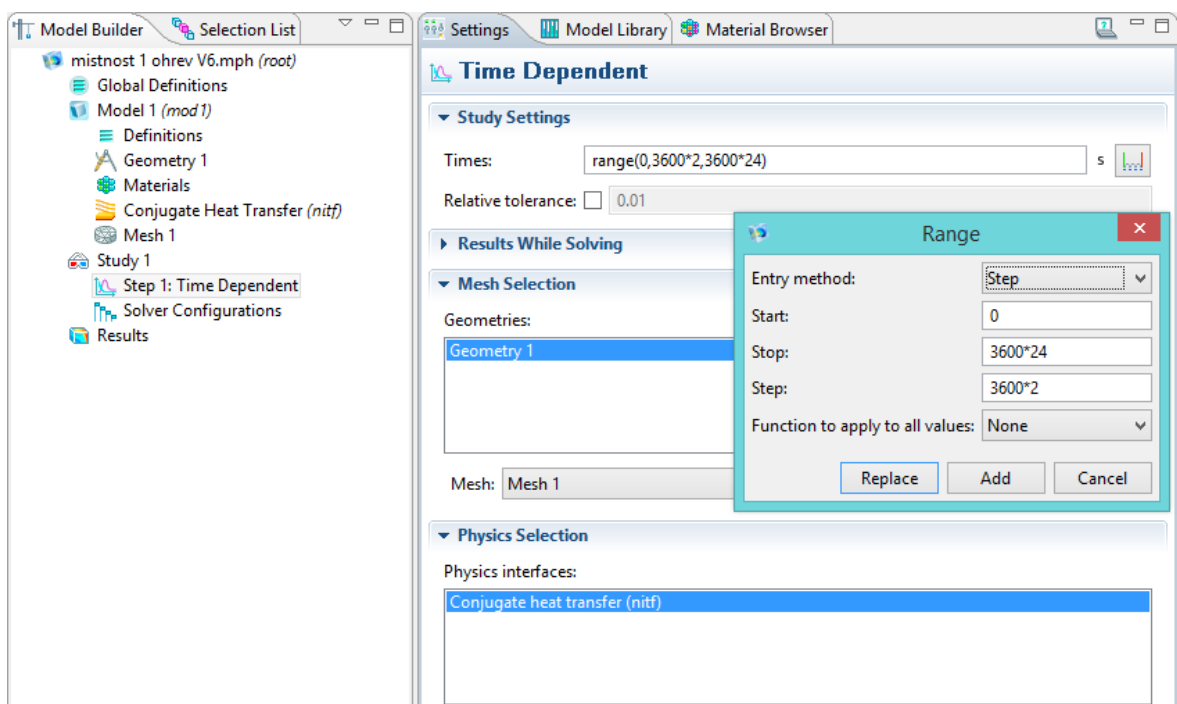 Model Builder
Selection List
mistnost 1 ohrev V6.mph (root)
Global Definitions
Model 1 (mod1)
Definitions
Geometry 1
Materials
Conjugate Heat Transfer (nitf)
Mesh 1
Study 1
Step 1: Time Dependent
Solver Configurations
Results
Settings
Model Library
Material Browser
Time Dependent
Study Settings
Times: range(0,3600*2,3600*24) s
Relative tolerance: 0.01
Results While Solving
Mesh Selection
Geometries:
Geometry 1
Mesh: Mesh 1
Physics Selection
Physics interfaces:
Conjugate heat transfer (nitf)
Range
Entry method: Step
Start: 0
Stop: 3600*24
Step: 3600*2
Function to apply to all values: None
Replace Add Cancel